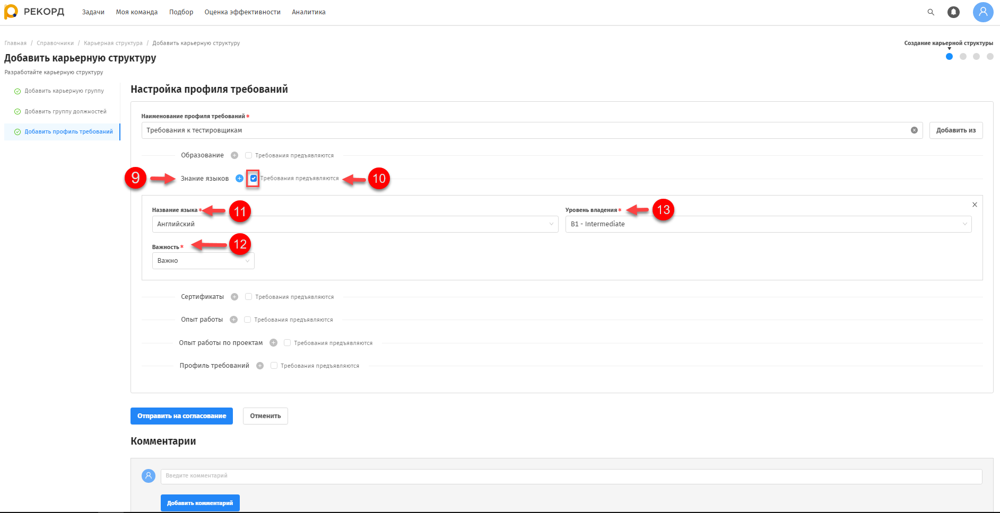 РЕКОРД Задачи Моя команда Подбор Оценка эффективности Аналитика
Главная / Справочники / Карьерная структура / Добавить карьерную структуру
Создание карьерной структуры
Добавить карьерную структуру
Разработайте карьерную структуру
Добавить карьерную группу
Добавить группу должностей
Добавить профиль требований
Настройка профиля требований
Наименование профиля требований *
Требования к тестировщикам
Добавить из
Образование Требования предъявляются
9 Знание языков Требования предъявляются 10
Название языка * 11
Английский
Уровень владения * 13
B1 - Intermediate
Важность * 12
Важно
Сертификаты Требования предъявляются
Опыт работы Требования предъявляются
Опыт работы по проектам Требования предъявляются
Профиль требований Требования предъявляются
Отправить на согласование Отменить
Комментарии
Введите комментарий
Добавить комментарий